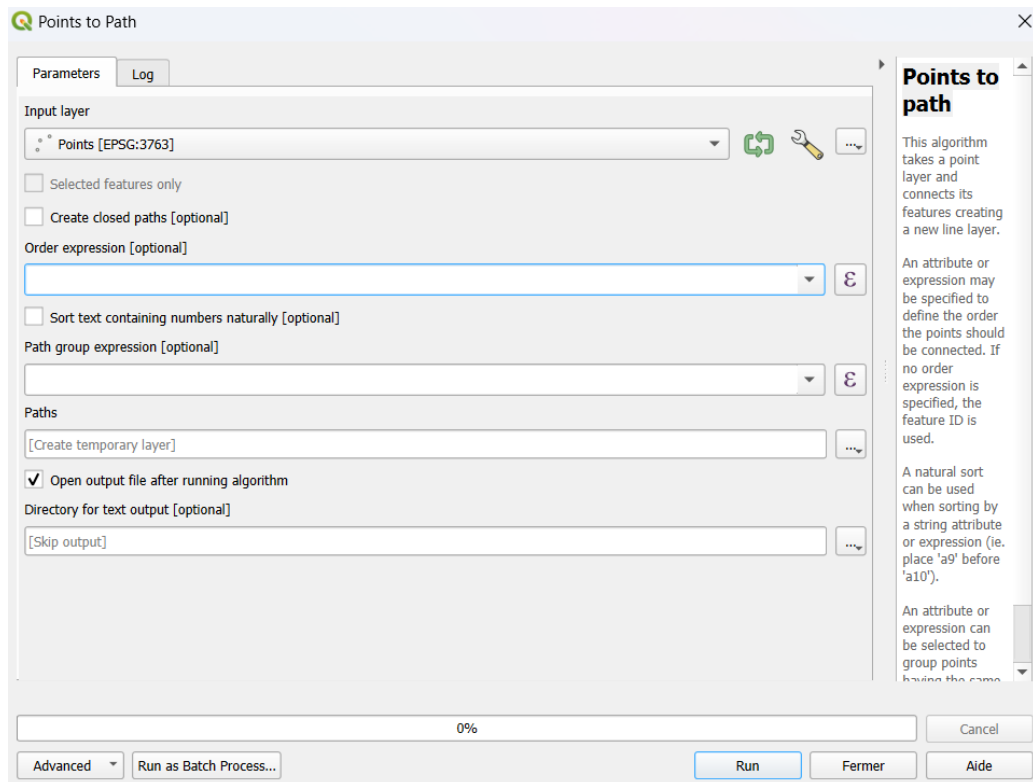 Points to Path
Parameters
Log
Input layer
Points [EPSG:3763]
...
Selected features only
Create closed paths [optional]
Order expression [optional]
ε
Sort text containing numbers naturally [optional]
Path group expression [optional]
ε
Paths
[Create temporary layer]
...
Open output file after running algorithm
Directory for text output [optional]
[Skip output]
...
Points to
path
This algorithm
takes a point
layer and
connects its
features creating
a new line layer.
An attribute or
expression may
be specified to
define the order
the points should
be connected. If
no order
expression is
specified, the
feature ID is
used.
A natural sort
can be used
when sorting by
a string attribute
or expression (ie.
place 'a9' before
'a10').
An attribute or
expression can
be selected to
group points
having the same
0%
Cancel
Advanced
Run as Batch Process...
Run
Fermer
Aide